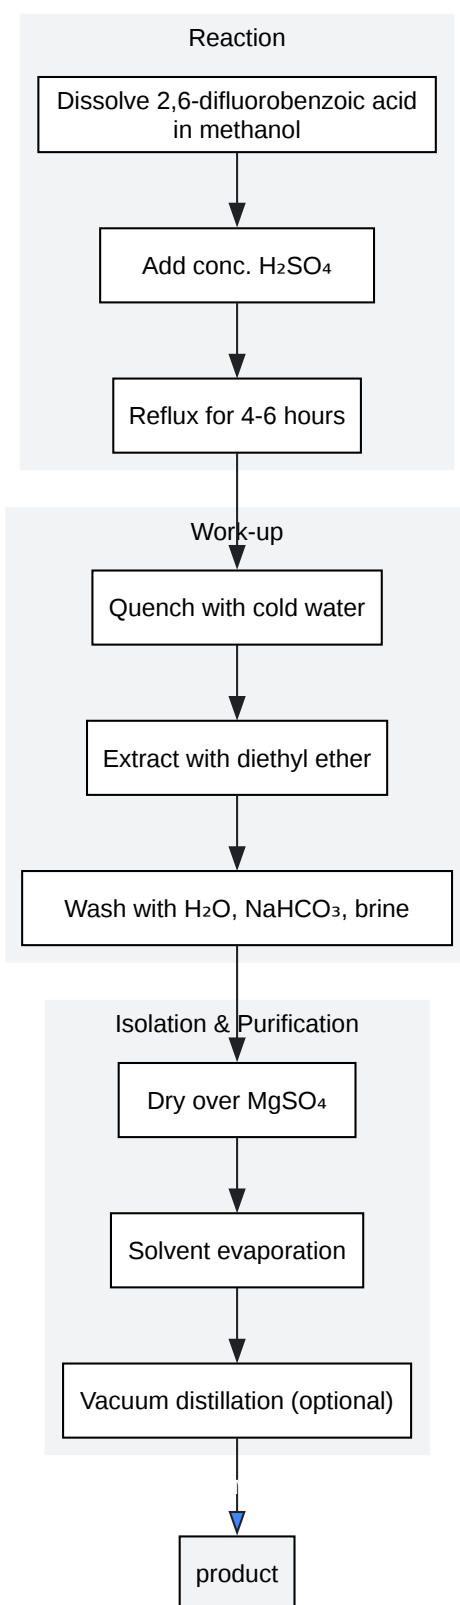 Reaction
Dissolve 2,6-difluorobenzoic acid
in methanol
Add conc. H₂SO₄
Reflux for 4-6 hours
Work-up
Quench with cold water
Extract with diethyl ether
Wash with H₂O, NaHCO₃, brine
Isolation & Purification
Dry over MgSO₄
Solvent evaporation
Vacuum distillation (optional)
product